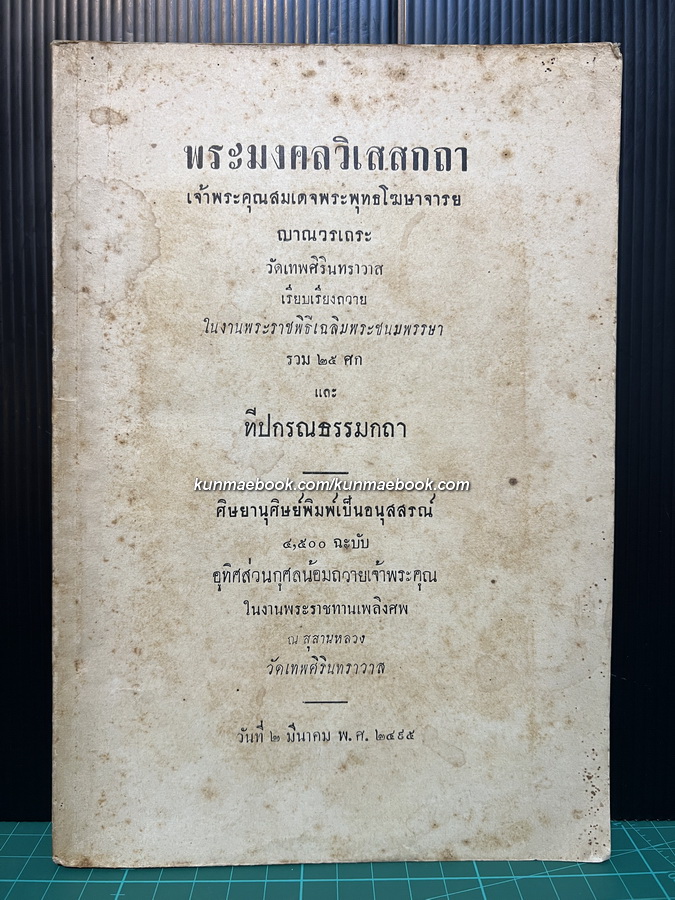 พระมงคลวิเสสกถา
เจ้าพระคุณสมเดจพระพุทธโฆษาจารย
ญาณวรเถระ
วัดเทพศิรินทราวาส
เรียบเรียงถวาย
ในงานพระราชพิธีเฉลิมพระชนมพรรษา
รวม ๒๕ ศก
และ
ทีปกรณธรรมกถา
kunmaebook.com/kunmaebook.com
ศิษยานุศิษย์พิมพ์เป็นอนุสสรณ์
๔,๕๐๐ ฉะบับ
อุทิศส่วนกุศลน้อมถวายเจ้าพระคุณ
ในงานพระราชทานเพลิงศพ
ณ สุสานหลวง
วัดเทพศิรินทราวาส
วันที่ ๒ มีนาคม พ.ศ. ๒๔๙๕